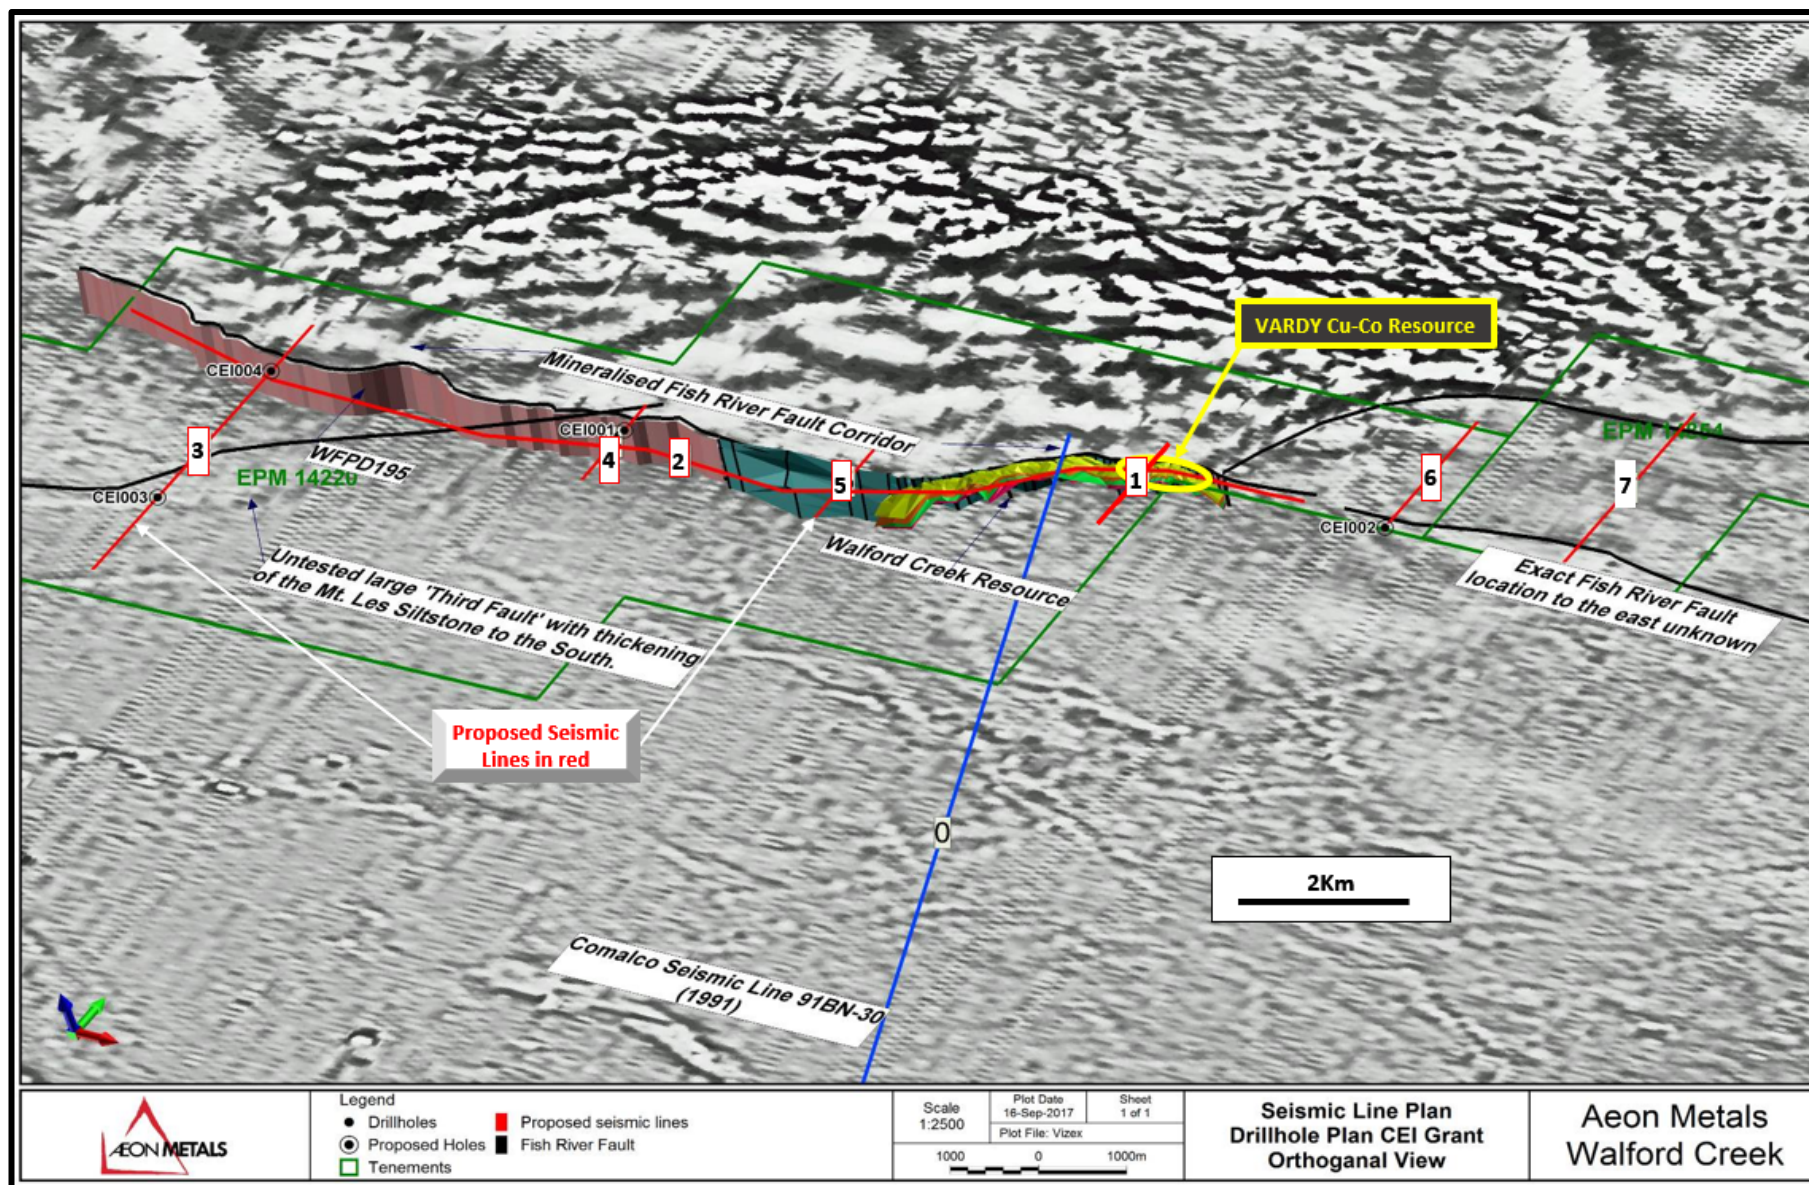 VARDY Cu-Co Resource
Mineralised Fish River Fault Corridor
CEI004
CEI001
3
4
2
5
1
6
7
WFPD195
EPM 14220
CEI003
CEI002
Walford Creek Resource
Exact Fish River Fault
location to the east unknown
Untested large 'Third Fault' with thickening
of the Mt. Les Siltstone to the South.
Proposed Seismic
Lines in red
0
2Km
Comalco Seismic Line 91BN-30
(1991)
AEON METALS
Legend
Drillholes
Proposed Holes
Tenements
Proposed seismic lines
Fish River Fault
Scale
1:2500
Plot Date
16-Sep-2017
Sheet
1 of 1
Plot File: Vizex
1000 0 1000m
Seismic Line Plan
Drillhole Plan CEI Grant
Orthoganal View
Aeon Metals
Walford Creek